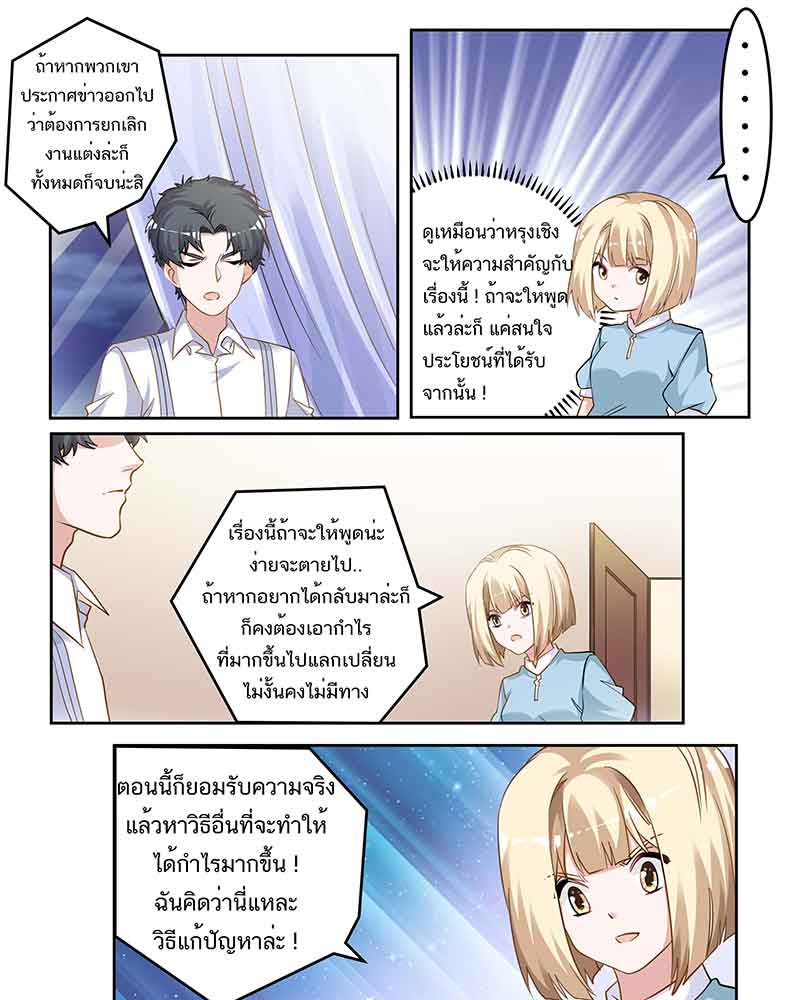 ถ้าหากพวกเขา
ประกาศข่าวออกไป
ว่าต้องการยกเลิก
งานแต่งล่ะก็
ทั้งหมดก็จบน่ะสิ
......
ดูเหมือนว่าหรุงเชิง
จะให้ความสำคัญกับ
เรื่องนี้ ! ถ้าจะให้พูด
แล้วล่ะก็ แค่สนใจ
ประโยชน์ที่ได้รับ
จากนั้น !
เรื่องนี้ถ้าจะให้พูดน่ะ
ง่ายจะตายไป..
ถ้าหากอยากได้กลับมาล่ะก็
ก็คงต้องเอากำไร
ที่มากขึ้นไปแลกเปลี่ยน
ไม่งั้นคงไม่มีทาง
ตอนนี้ก็ยอมรับความจริง
แล้วหาวิธีอื่นที่จะทำให้
ได้กำไรมากขึ้น !
ฉันคิดว่านี่แหละ
วิธีแก้ปัญหาล่ะ !